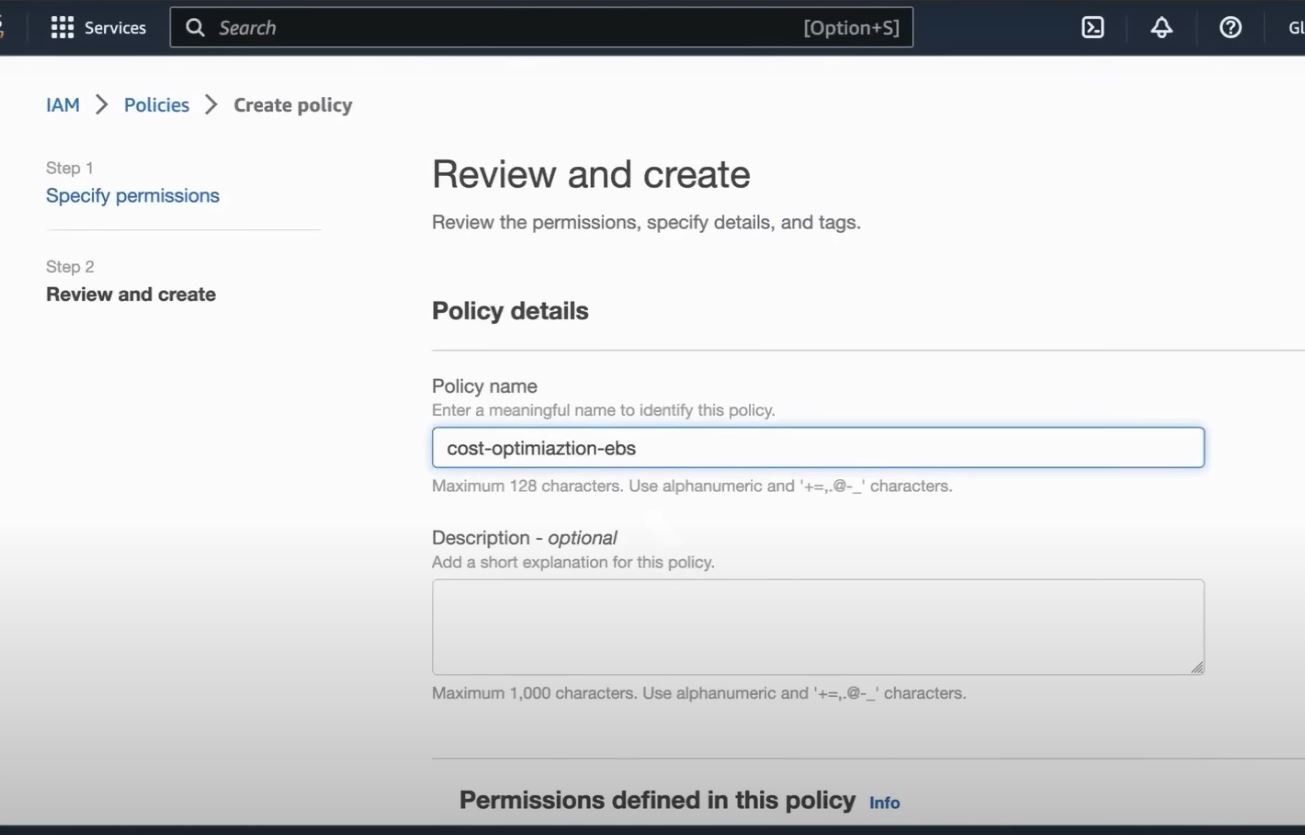 Services
Search
[Option+S]
IAM > Policies > Create policy
Step 1
Specify permissions
Step 2
Review and create
Review and create
Review the permissions, specify details, and tags.
Policy details
Policy name
Enter a meaningful name to identify this policy.
cost-optimiaztion-ebs
Maximum 128 characters. Use alphanumeric and '+=,.@-_' characters.
Description - optional
Add a short explanation for this policy.
Maximum 1,000 characters. Use alphanumeric and '+=,.@-_' characters.
Permissions defined in this policy Info